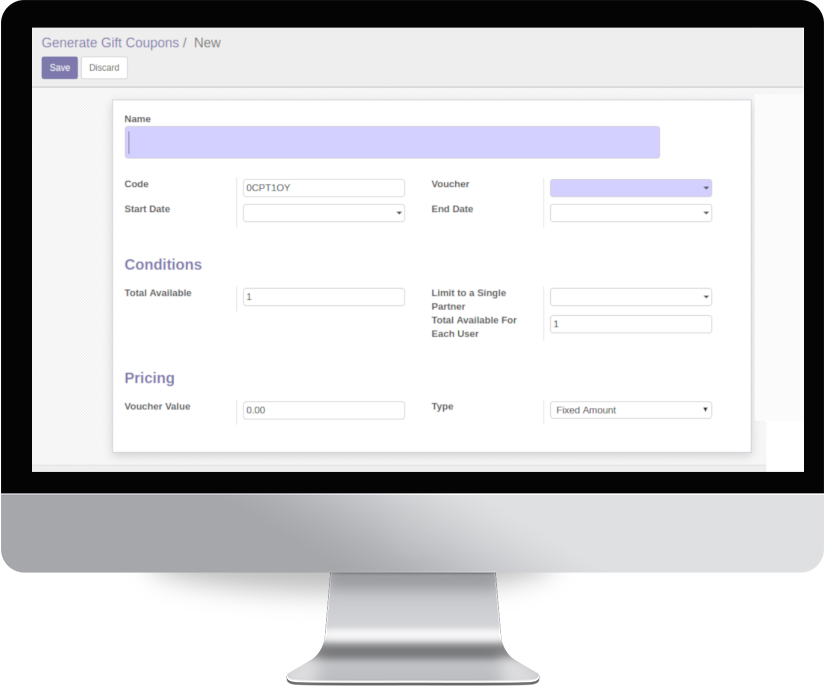 Generate Gift Coupons / New
Save Discard
Name
Code 0CPT1OY Voucher
Start Date End Date
Conditions
Total Available 1 Limit to a Single
Partner
Total Available For
Each User 1
Pricing
Voucher Value 0.00 Type Fixed Amount